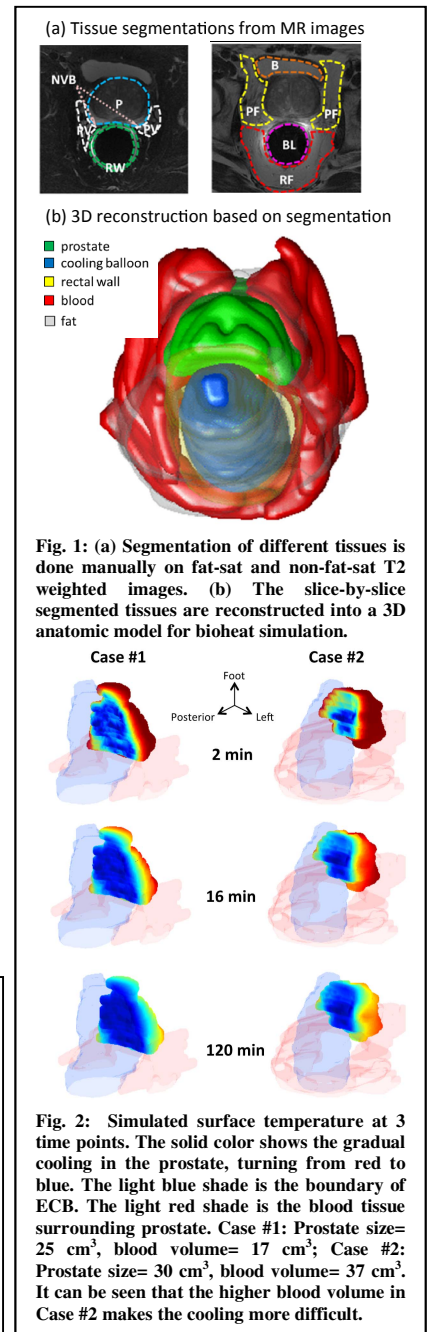 (a) Tissue segmentations from MR images
NVB
P
PV
PV
RW
B
PF
PF
BL
RF
(b) 3D reconstruction based on segmentation
prostate
cooling balloon
rectal wall
blood
fat
Fig. 1: (a) Segmentation of different tissues is
done manually on fat-sat and non-fat-sat T2
weighted images. (b) The slice-by-slice
segmented tissues are reconstructed into a 3D
anatomic model for bioheat simulation.
Case #1 Case #2
Foot
Posterior Left
2 min
16 min
120 min
Fig. 2: Simulated surface temperature at 3
time points. The solid color shows the gradual
cooling in the prostate, turning from red to
blue. The light blue shade is the boundary of
ECB. The light red shade is the blood tissue
surrounding prostate. Case #1: Prostate size=
25 cm³, blood volume= 17 cm³; Case #2:
Prostate size= 30 cm³, blood volume= 37 cm³.
It can be seen that the higher blood volume in
Case #2 makes the cooling more difficult.